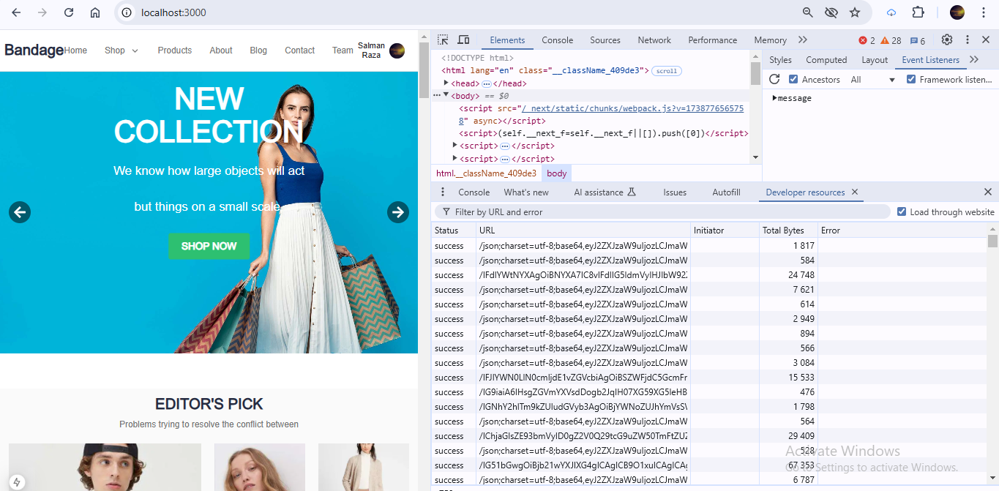 localhost:3000
Bandage
Home Shop Products About Blog Contact Team Salman Raza
NEW
COLLECTION
We know how large objects will act
but things on a small scale
SHOP NOW
EDITOR'S PICK
Problems trying to resolve the conflict between
Elements Console Sources Network Performance Memory 2 28 6
<!DOCTYPE html>
<html lang="en" class="__className_409de3"> scroll
<head> … </head>
<body> == $0
<script src="/_next/static/chunks/webpack.js?v=173877656575
8" async></script>
<script>(self.__next_f=self.__next_f||[]).push([0])</script>
<script> … </script>
<script> … </script>
html.__className_409de3 body
Styles Computed Layout Event Listeners
Ancestors All Framework listen...
message
Console What's new AI assistance Issues Autofill Developer resources
Filter by URL and error Load through website
Status URL Initiator Total Bytes Error
success /json;charset=utf-8;base64,eyJ2ZXJzaW9uIjozLCJmaW 1 817
success /json;charset=utf-8;base64,eyJ2ZXJzaW9uIjozLCJmaW 584
success 24 748
success /json;charset=utf-8;base64,eyJ2ZXJzaW9uIjozLCJmaW 7 621
success /json;charset=utf-8;base64,eyJ2ZXJzaW9uIjozLCJmaW 614
success /json;charset=utf-8;base64,eyJ2ZXJzaW9uIjozLCJmaW 2 949
success /json;charset=utf-8;base64,eyJ2ZXJzaW9uIjozLCJmaW 894
success /json;charset=utf-8;base64,eyJ2ZXJzaW9uIjozLCJmaW 566
success /json;charset=utf-8;base64,eyJ2ZXJzaW9uIjozLCJmaW 3 084
success 15 533
success 476
success 1 798
success /json;charset=utf-8;base64,eyJ2ZXJzaW9uIjozLCJmaW 564
success 29 409
success /json;charset=utf-8;base64,eyJ2ZXJzaW9uIjozLCJmaW 528
success 67 353
success /json;charset=utf-8;base64,eyJ2ZXJzaW9uIjozLCJmaW 6 787
Activate Windows
Go to Settings to activate Windows.